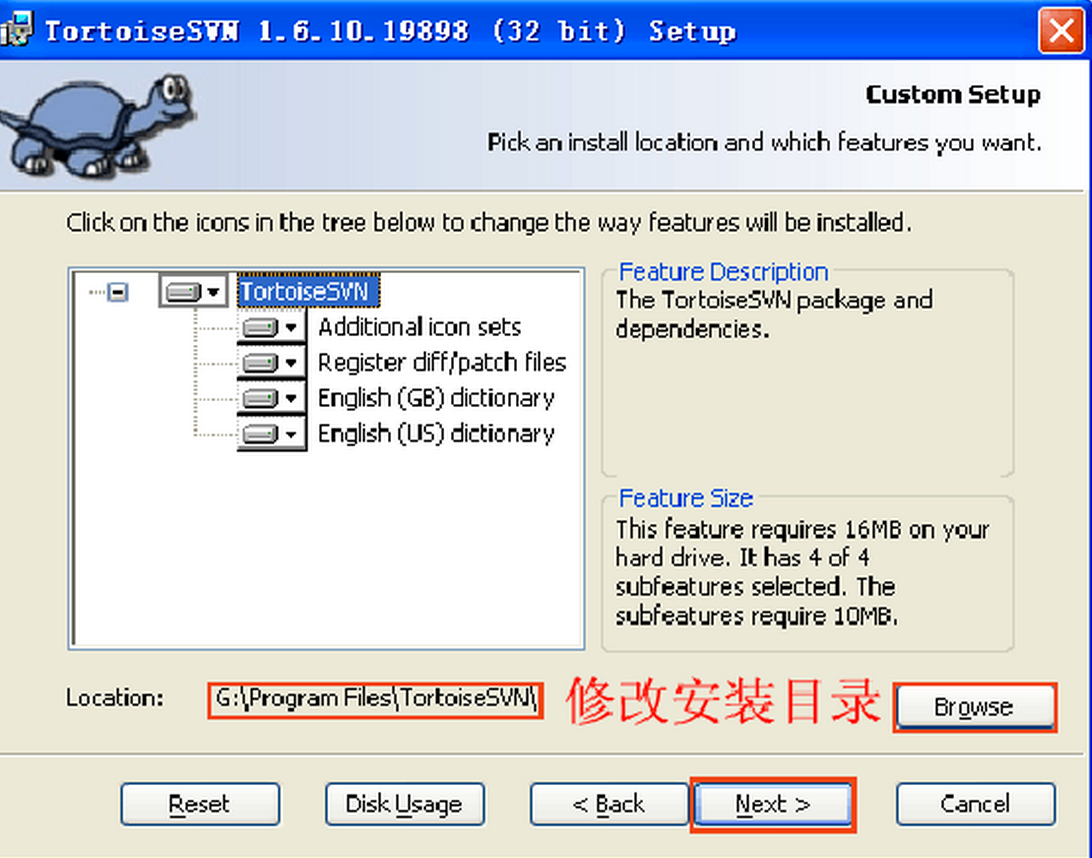 TortoiseSVN 1.6.10.19898 (32 bit) Setup
Custom Setup
Pick an install location and which features you want.
Click on the icons in the tree below to change the way features will be installed.
TortoiseSVN
Additional icon sets
Register diff/patch files
English (GB) dictionary
English (US) dictionary
Feature Description
The TortoiseSVN package and
dependencies.
Feature Size
This feature requires 16MB on your
hard drive. It has 4 of 4
subfeatures selected. The
subfeatures require 10MB.
Location: G:\Program Files\TortoiseSVN\ 修改安装目录 Browse
Reset Disk Usage < Back Next > Cancel